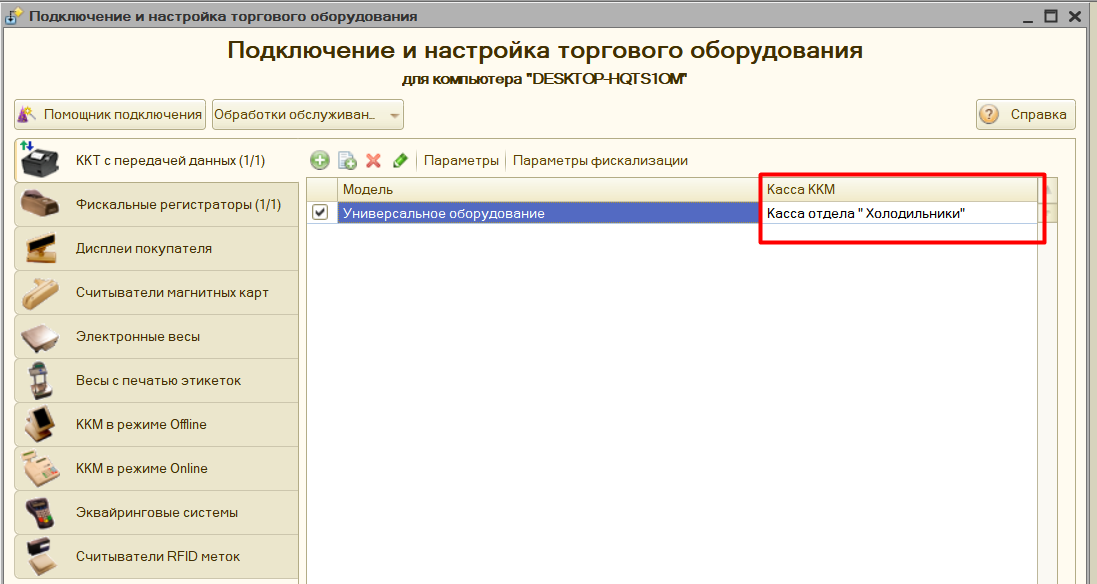 Подключение и настройка торгового оборудования
Подключение и настройка торгового оборудования
для компьютера "DESKTOP-HQTS1OM"
Помощник подключения
Обработки обслуживан...
Справка
ККТ с передачей данных (1/1)
Параметры
Параметры фискализации
Модель
Касса ККМ
Универсальное оборудование
Касса отдела " Холодильники"
Фискальные регистраторы (1/1)
Дисплеи покупателя
Считыватели магнитных карт
Электронные весы
Весы с печатью этикеток
ККМ в режиме Offline
ККМ в режиме Online
Эквайринговые системы
Считыватели RFID меток